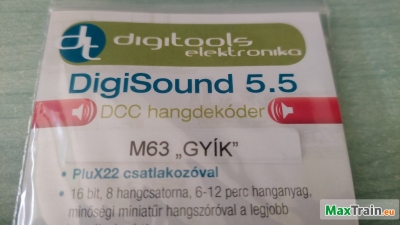 dt digitools
elektronika
DigiSound 5.5
DCC hangdekóder
M63 „GYÍK”
• PluX22 csatlakozóval
• 16 bit, 8 hangcsatorna, 6-12 perc hanganyag,
minőségi miniatűr hangszóróval a legjobb
MaxTrain.eu